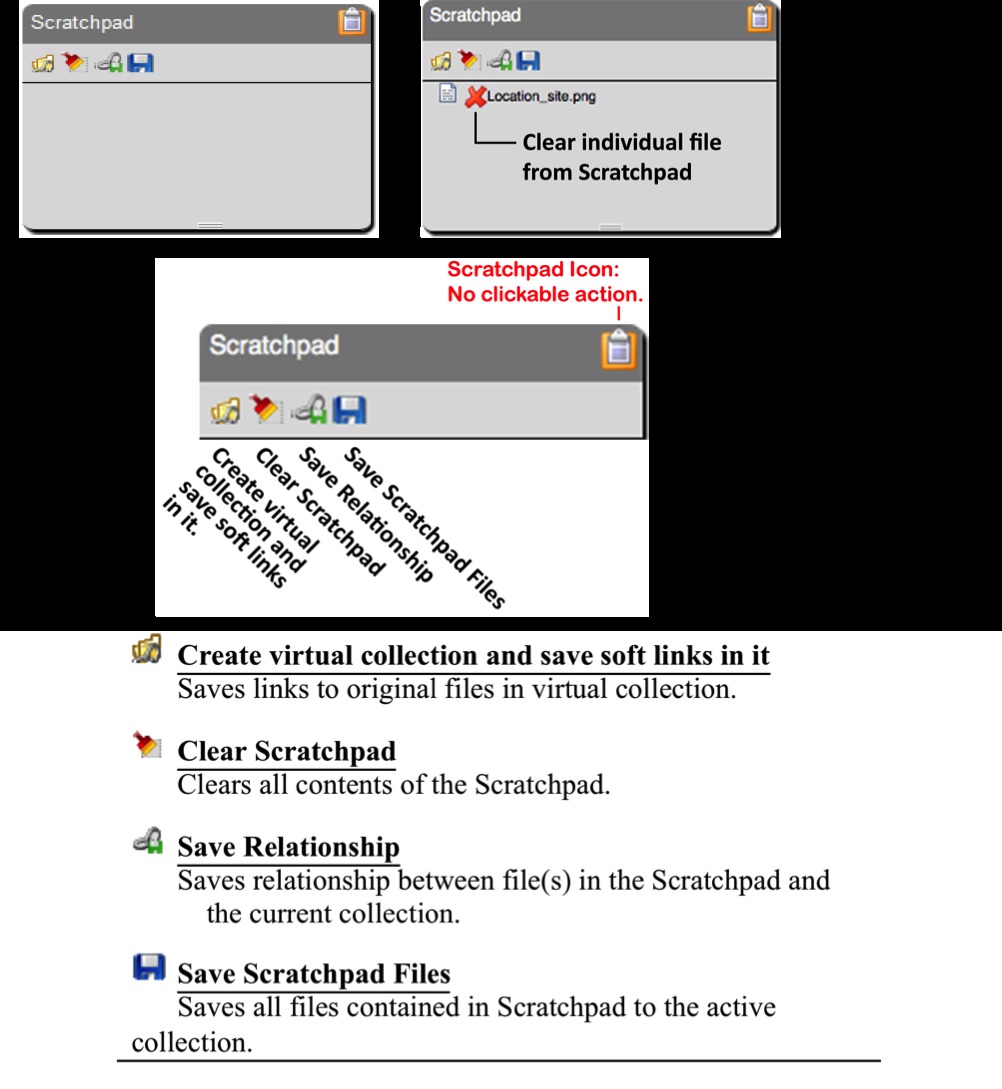 Scratchpad
Scratchpad
Location_site.png
Clear individual file
from Scratchpad
Scratchpad Icon:
No clickable action.
Scratchpad
Create virtual
collection and
save soft links
in it.
Clear Scratchpad
Save Relationship
Save Scratchpad Files
Create virtual collection and save soft links in it
Saves links to original files in virtual collection.
Clear Scratchpad
Clears all contents of the Scratchpad.
Save Relationship
Saves relationship between file(s) in the Scratchpad and
the current collection.
Save Scratchpad Files
Saves all files contained in Scratchpad to the active
collection.